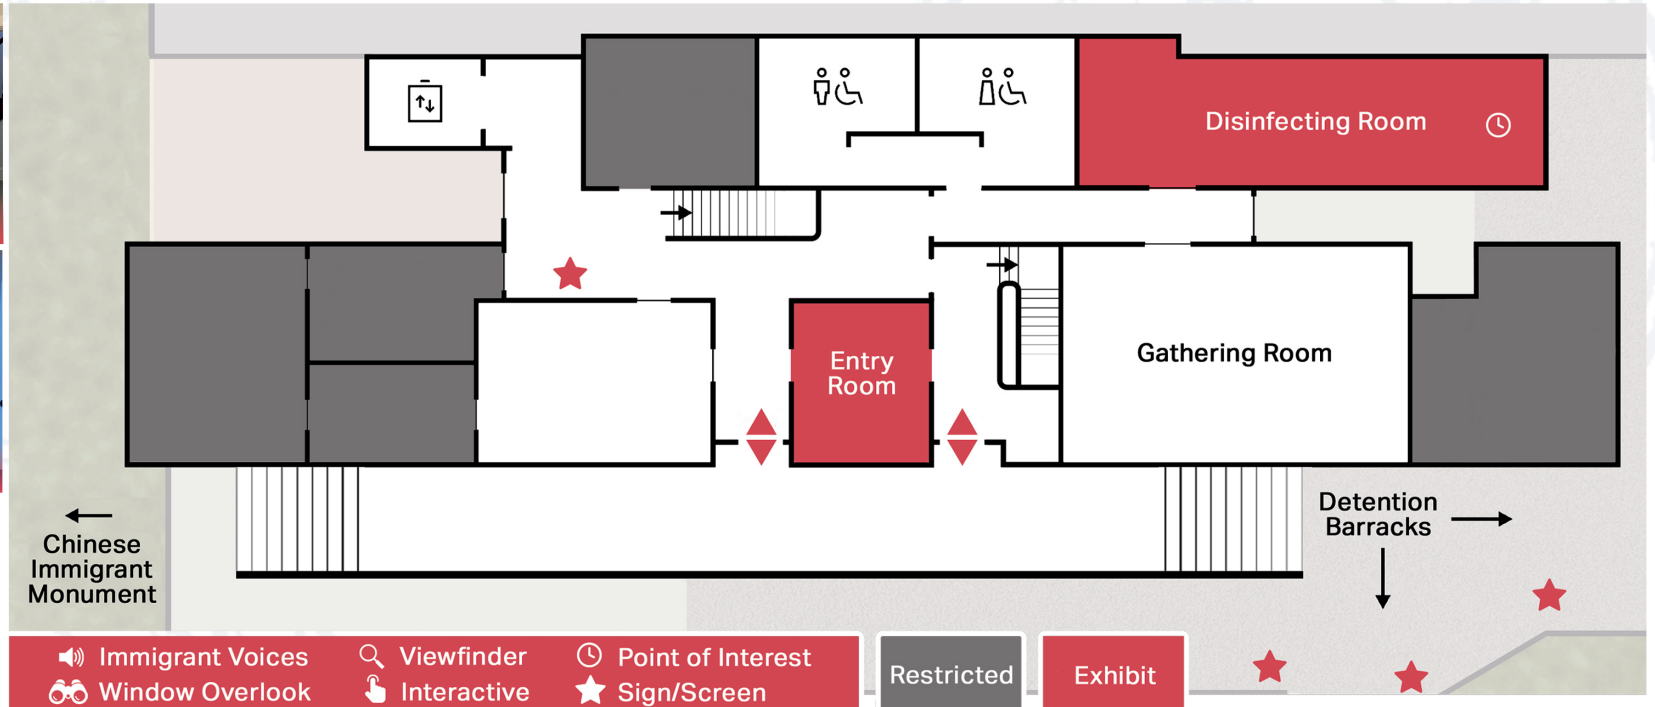 Disinfecting Room
Entry
Room
Gathering Room
Detention
Barracks
Chinese
Immigrant
Monument
Immigrant Voices
Viewfinder
Point of Interest
Window Overlook
Interactive
Sign/Screen
Restricted
Exhibit